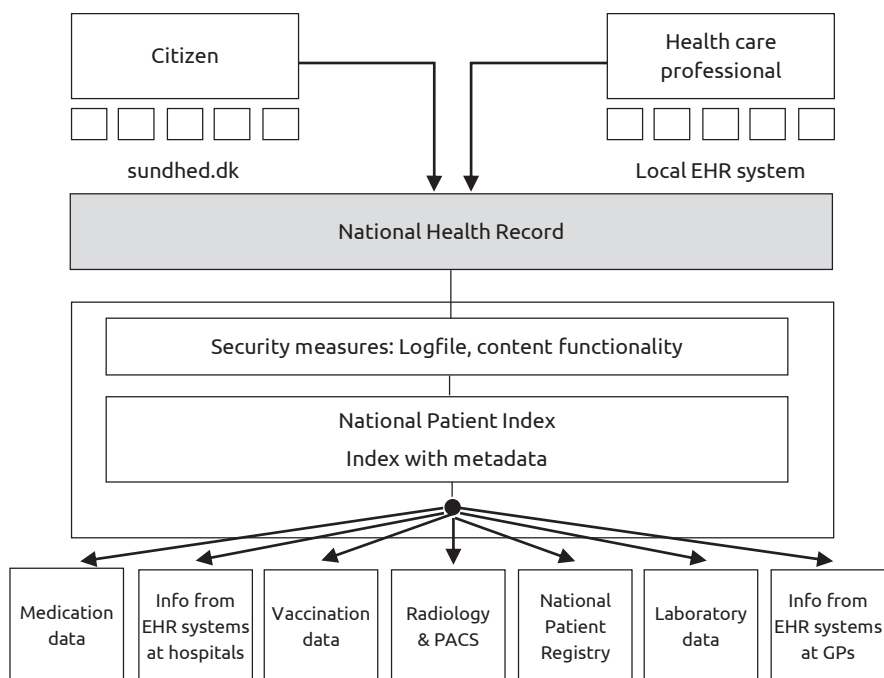 Citizen
Health care
professional
sundhed.dk
Local EHR system
National Health Record
Security measures: Logfile, content functionality
National Patient Index
Index with metadata
Medication
data
Info from
EHR systems
at hospitals
Vaccination
data
Radiology
& PACS
National
Patient
Registry
Laboratory
data
Info from
EHR systems
at GPs